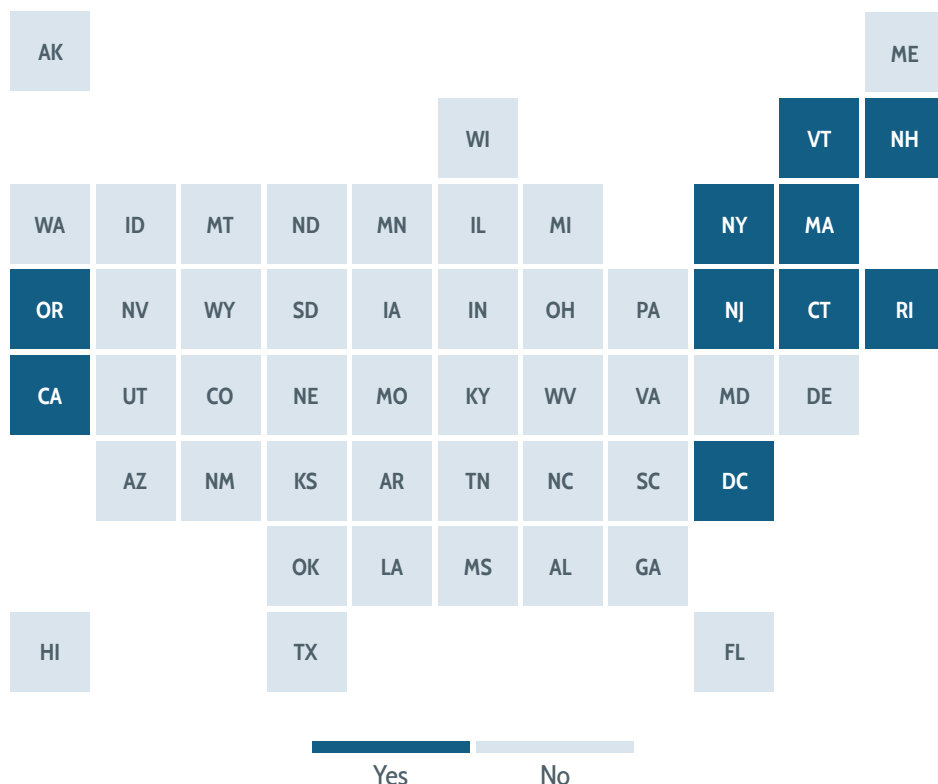 AK ME
WI VT NH
WA ID MT ND MN IL MI NY MA
OR NV WY SD IA IN OH PA NJ CT RI
CA UT CO NE MO KY WV VA MD DE
AZ NM KS AR TN NC SC DC
OK LA MS AL GA
HI TX FL
Yes No